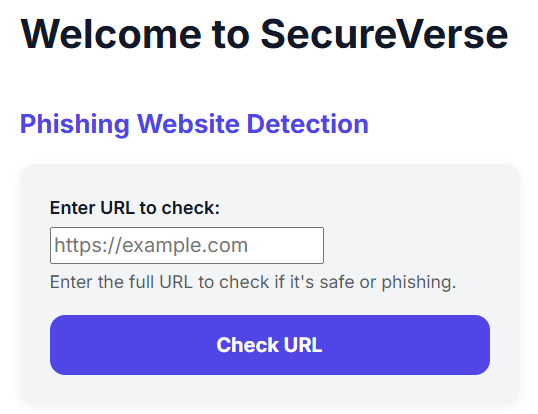 Welcome to SecureVerse
Phishing Website Detection
Enter URL to check:
https://example.com
Enter the full URL to check if it's safe or phishing.
Check URL